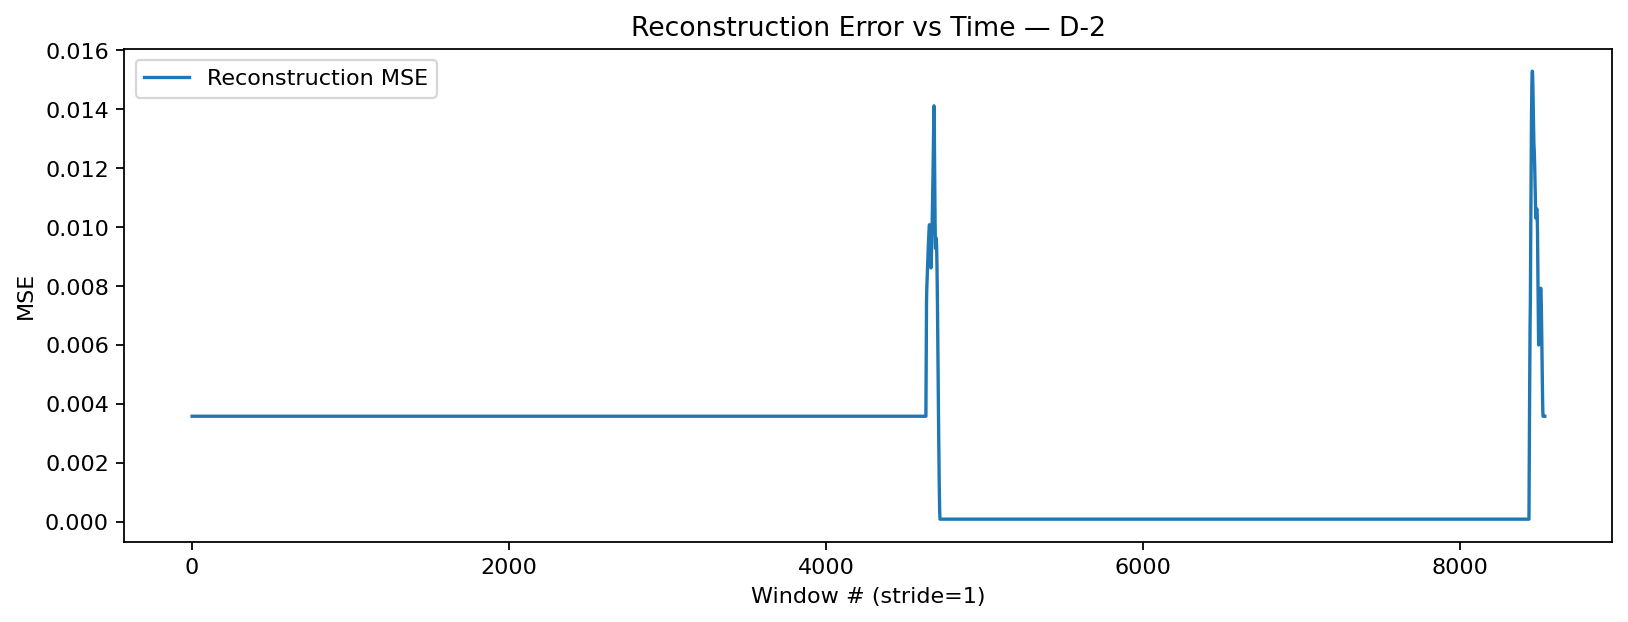 Reconstruction Error vs Time — D-2
Reconstruction MSE
0.016
0.014
0.012
0.010
0.008
0.006
0.004
0.002
0.000
MSE
0 2000 4000 6000 8000
Window # (stride=1)